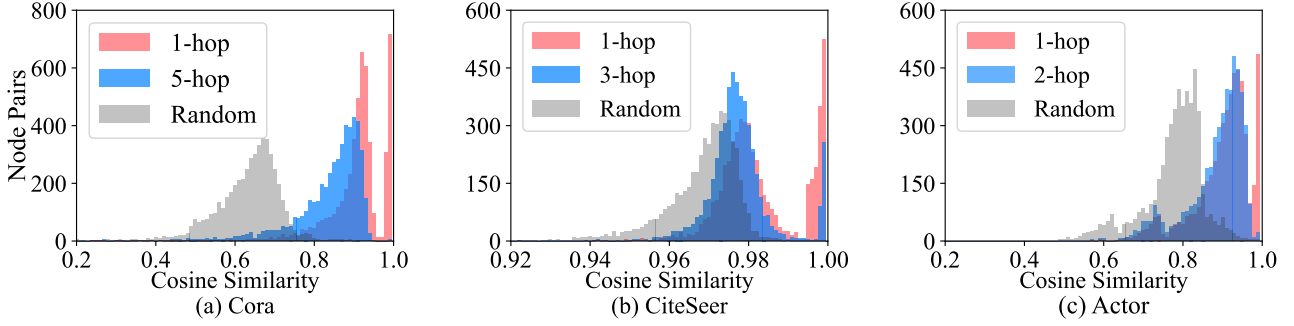 800
600
400
200
0
Node Pairs
1-hop
5-hop
Random
0.2 0.4 0.6 0.8 1.0
Cosine Similarity
(a) Cora
600
450
300
150
0
1-hop
3-hop
Random
0.92 0.94 0.96 0.98 1.00
Cosine Similarity
(b) CiteSeer
600
450
300
150
0
1-hop
2-hop
Random
0.2 0.4 0.6 0.8 1.0
Cosine Similarity
(c) Actor